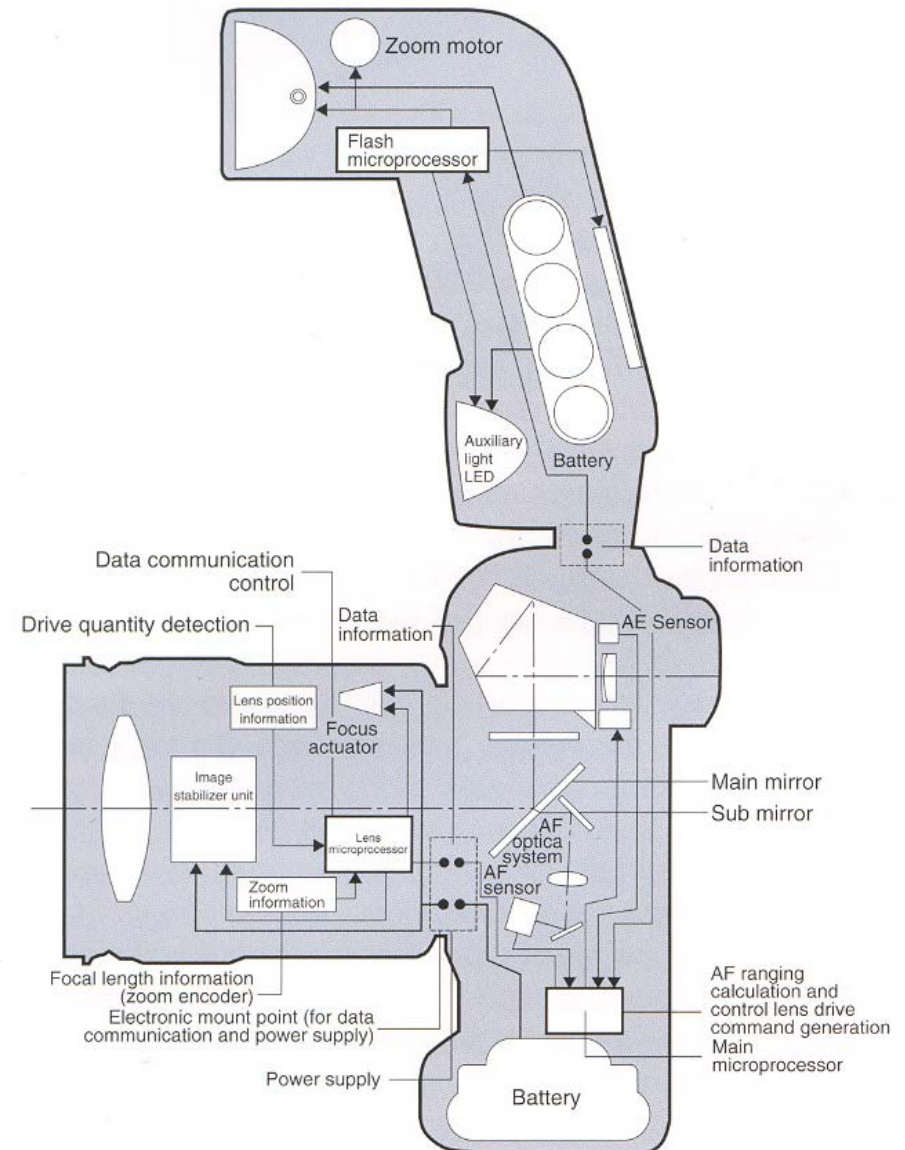 Zoom motor
Flash
microprocessor
Auxiliary
light
LED
Battery
Data
information
Data communication
control
Drive quantity detection
Data
information
AE Sensor
Lens position
information
Focus
actuator
Image
stabilizer unit
Main mirror
Sub mirror
Lens
microprocessor
AF
optica
system
AF
sensor
Zoom
information
Focal length information
(zoom encoder)
Electronic mount point (for data
communication and power supply)
AF ranging
calculation and
control lens drive
command generation
Main
microprocessor
Power supply
Battery